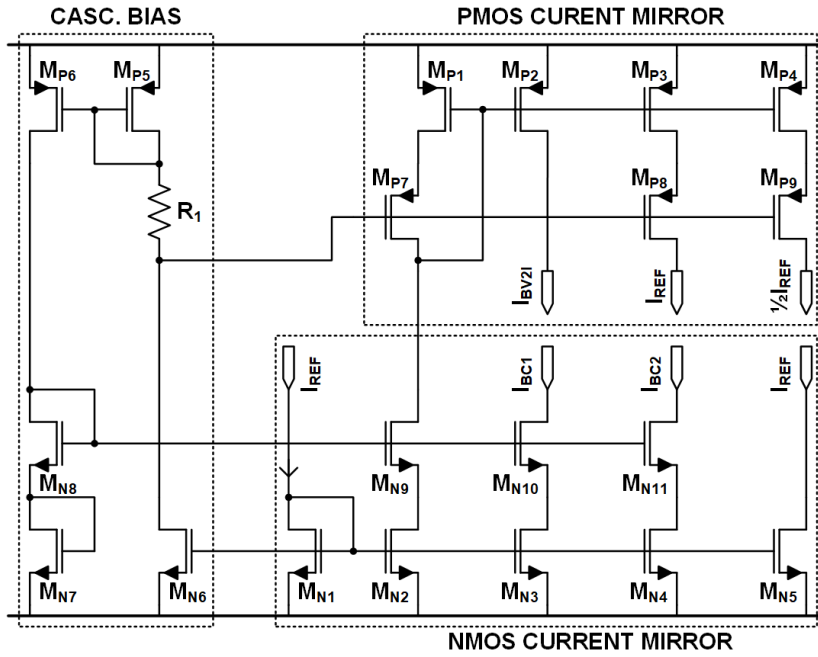 CASC. BIAS
PMOS CURENT MIRROR
MP6
MP5
MP1
MP2
MP3
MP4
MP7
MP8
MP9
R1
IBV2I
IREF
½IREF
IREF
IBC1
IBC2
IREF
MN8
MN9
MN10
MN11
MN7
MN6
MN1
MN2
MN3
MN4
MN5
NMOS CURRENT MIRROR